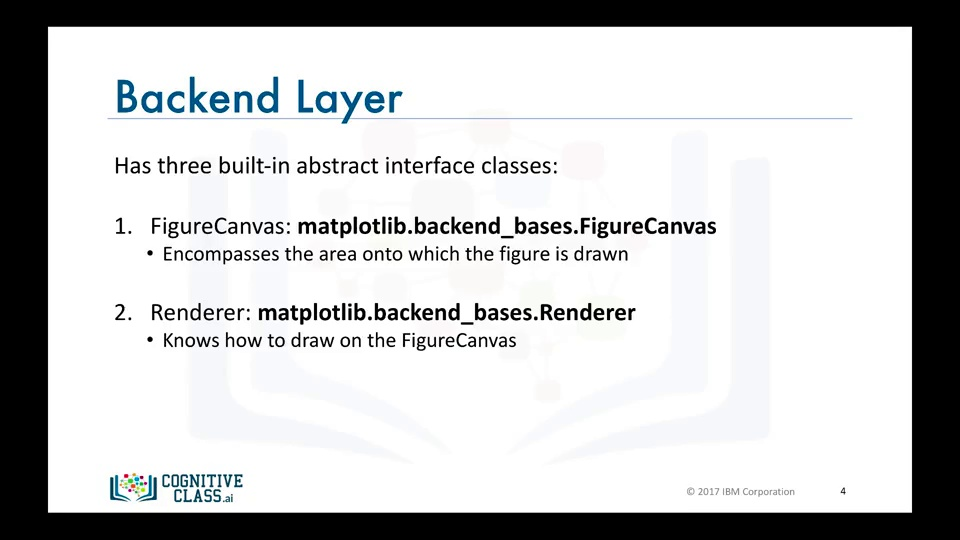 Backend Layer
Has three built-in abstract interface classes:
1. FigureCanvas: matplotlib.backend_bases.FigureCanvas
• Encompasses the area onto which the figure is drawn
2. Renderer: matplotlib.backend_bases.Renderer
• Knows how to draw on the FigureCanvas
COGNITIVE
CLASS.ai
© 2017 IBM Corporation
4